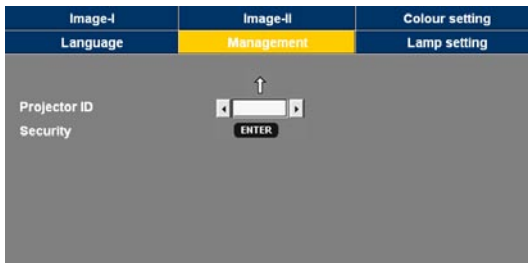 Image-I Image-II Colour setting
Language Management Lamp setting
Projector ID
Security ENTER